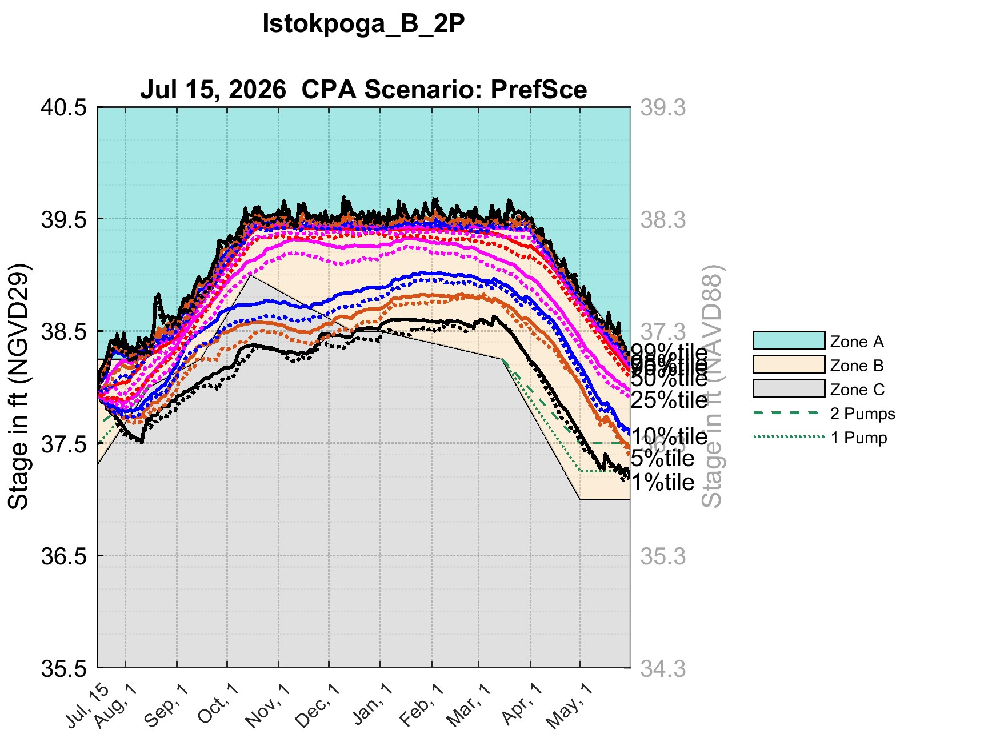 Istokpoga_B_2P
Jul 15, 2026  CPA Scenario: PrefSce
40.5
39.5
38.5
37.5
36.5
35.5
Stage in ft (NGVD29)
39.3
38.3
37.3
36.3
35.3
34.3
Stage in ft (NAVD88)
99%tile
50%tile
25%tile
10%tile
5%tile
1%tile
Jul, 15
Aug, 1
Sep, 1
Oct, 1
Nov, 1
Dec, 1
Jan, 1
Feb, 1
Mar, 1
Apr, 1
May, 1
Zone A
Zone B
Zone C
2 Pumps
1 Pump